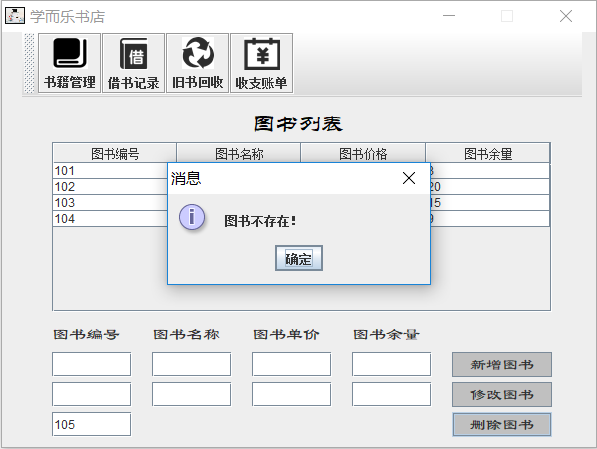 学而乐书店
书籍管理 借书记录 旧书回收 收支账单
图书列表
图书编号 图书名称 图书价格 图书余量
101
102 20
103 15
104
消息
图书不存在！
确定
图书编号 图书名称 图书单价 图书余量
新增图书
修改图书
105 删除图书